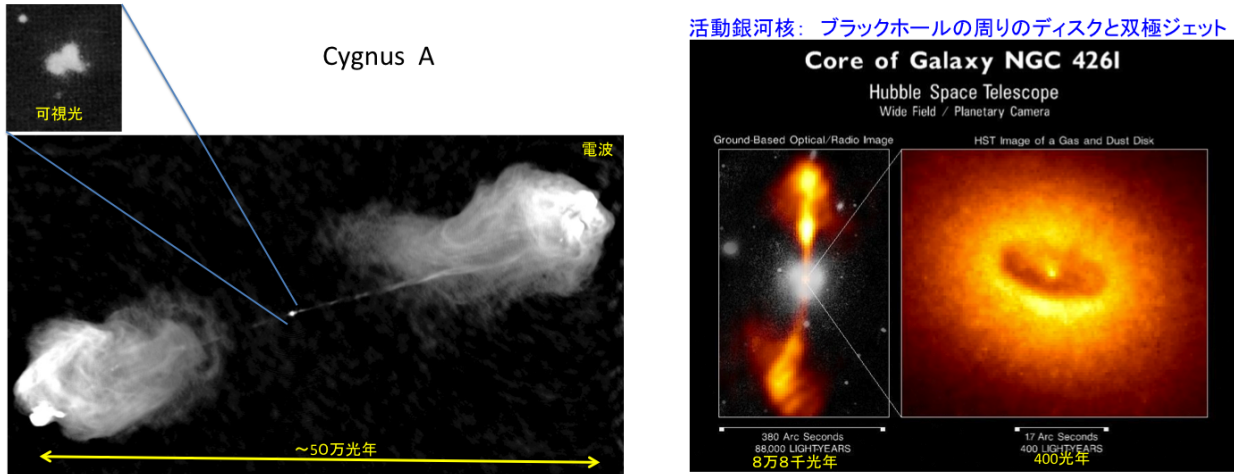 Cygnus A
可視光
電波
～50万光年
活動銀河核： ブラックホールの周りのディスクと双極ジェット
Core of Galaxy NGC 4261
Hubble Space Telescope
Wide Field / Planetary Camera
Ground-Based Optical/Radio Image
HST Image of a Gas and Dust Disk
380 Arc Seconds
88,000 LIGHT-YEARS
8万8千光年
17 Arc Seconds
400 LIGHT-YEARS
400光年